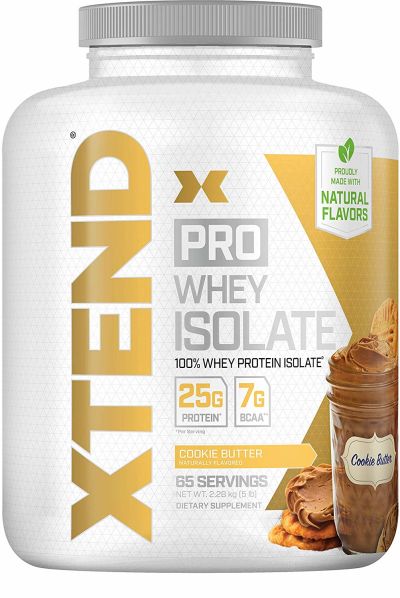 XTEND®
X
PROUDLY
MADE WITH
NATURAL
FLAVORS
PRO
WHEY
ISOLATE
100% WHEY PROTEIN ISOLATE*
25G
PROTEIN*
7G
BCAA**
*Per Serving
COOKIE BUTTER
NATURALLY FLAVORED
65 SERVINGS
NET WT. 2.28 kg (5 lb)
DIETARY SUPPLEMENT
Cookie Butter